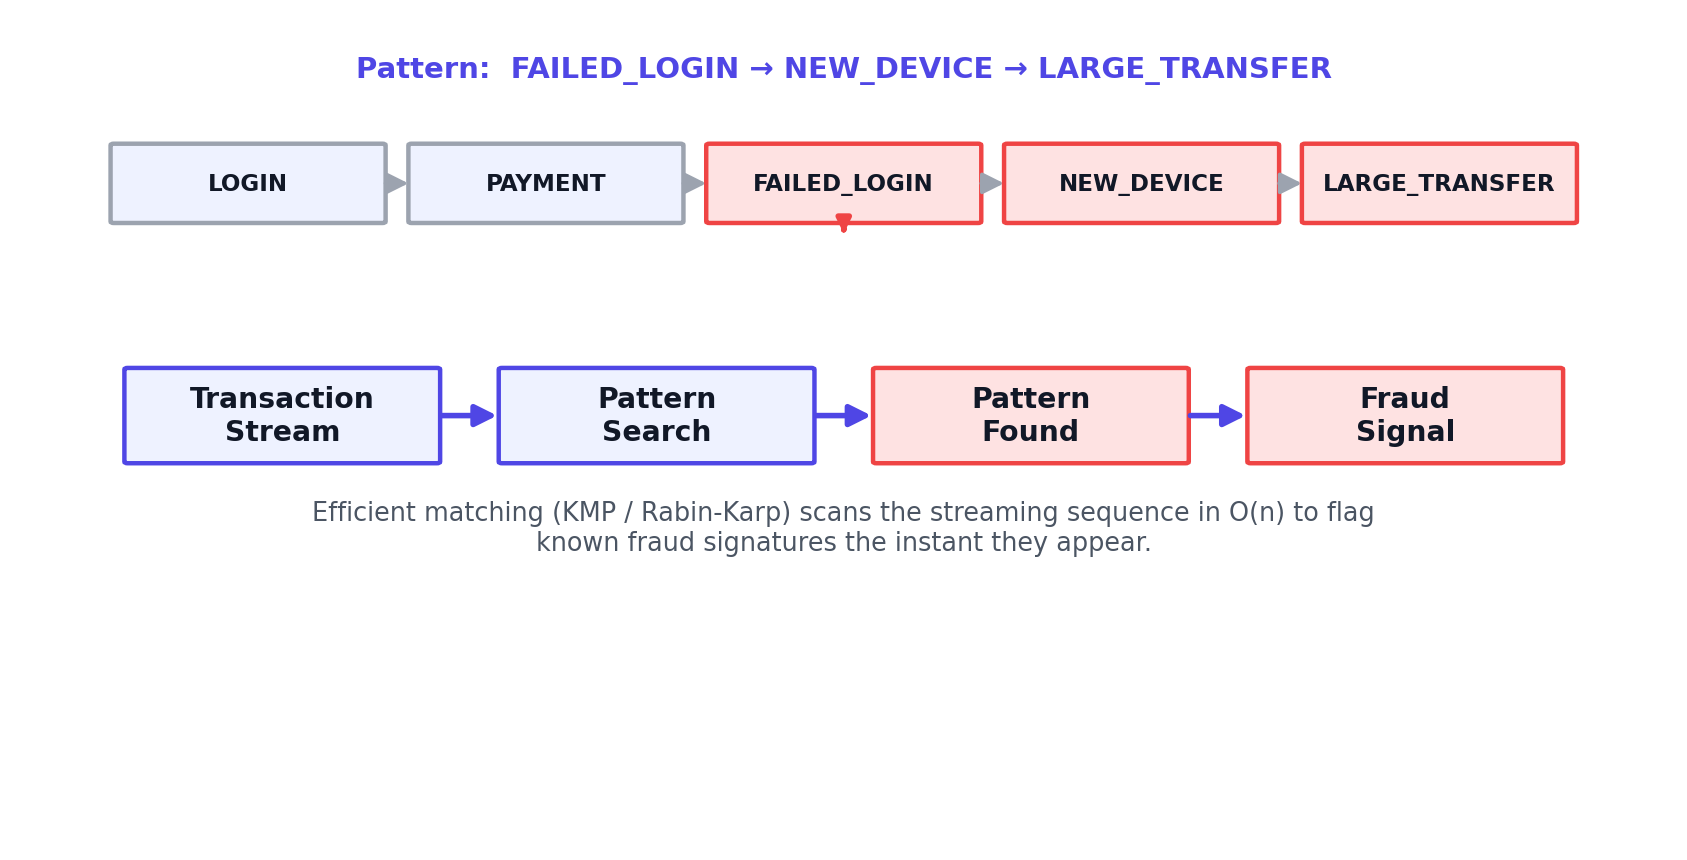 Pattern:  FAILED_LOGIN → NEW_DEVICE → LARGE_TRANSFER
LOGIN
PAYMENT
FAILED_LOGIN
NEW_DEVICE
LARGE_TRANSFER
Transaction
Stream
Pattern
Search
Pattern
Found
Fraud
Signal
Efficient matching (KMP / Rabin-Karp) scans the streaming sequence in O(n) to flag
known fraud signatures the instant they appear.